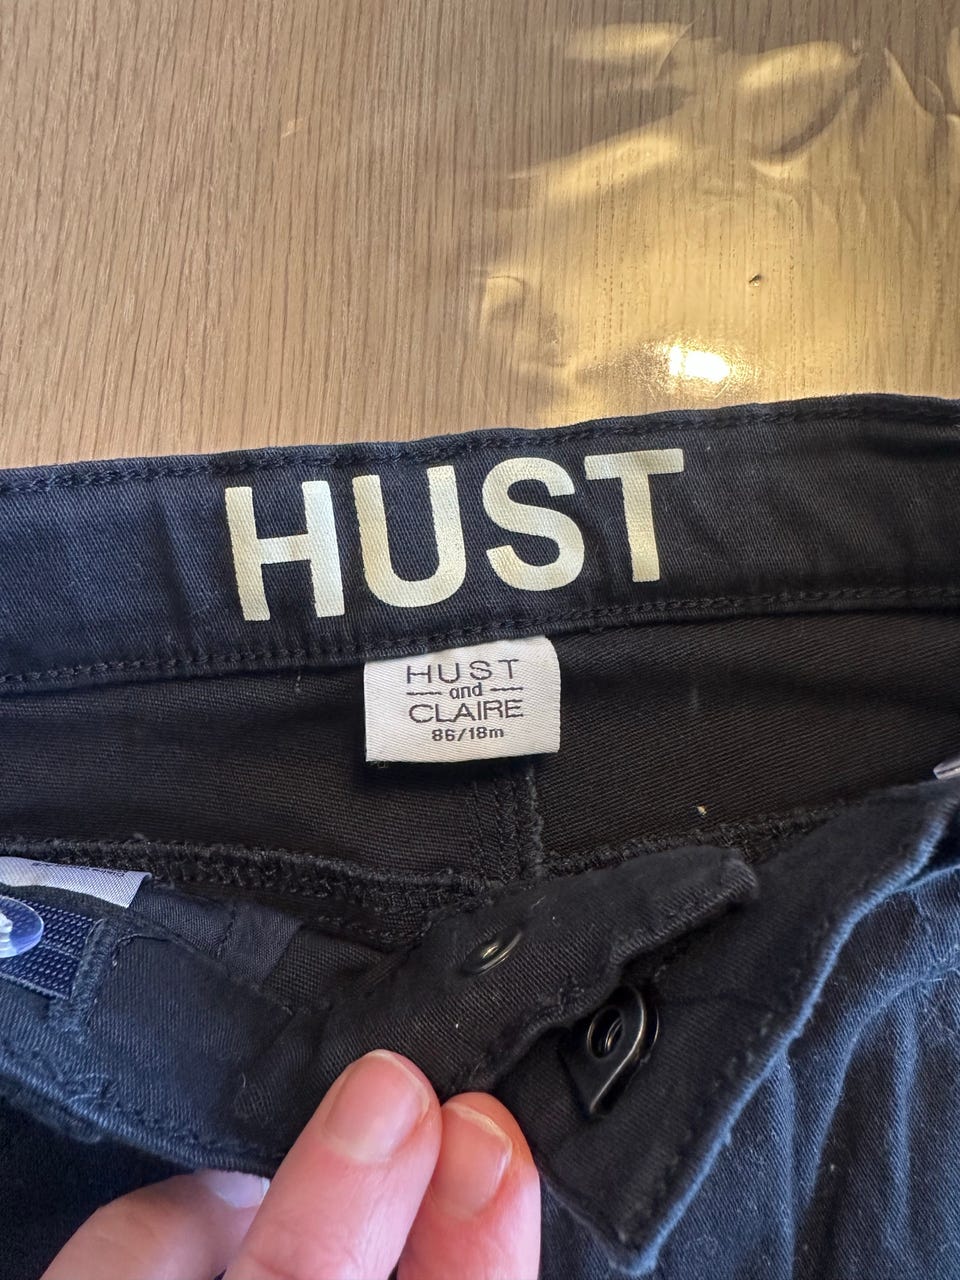 HUST
HUST
and
CLAIRE
86/18m